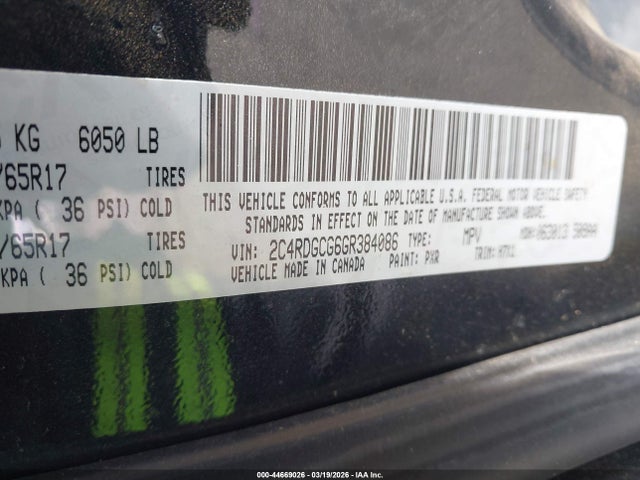 KG 6050 LB
/65R17 TIRES
KPA ( 36 PSI) COLD
/65R17 TIRES
KPA ( 36 PSI) COLD
THIS VEHICLE CONFORMS TO ALL APPLICABLE U.S.A. FEDERAL MOTOR VEHICLE SAFETY
STANDARDS IN EFFECT ON THE DATE OF MANUFACTURE SHOWN ABOVE.
VIN: 2C4RDGCG6GR384086 TYPE: MPV MDH:
VEHICLE MADE IN CANADA PAINT: PXR TRIM:
000-44669026 | 03/19/2026 | IAA Inc.